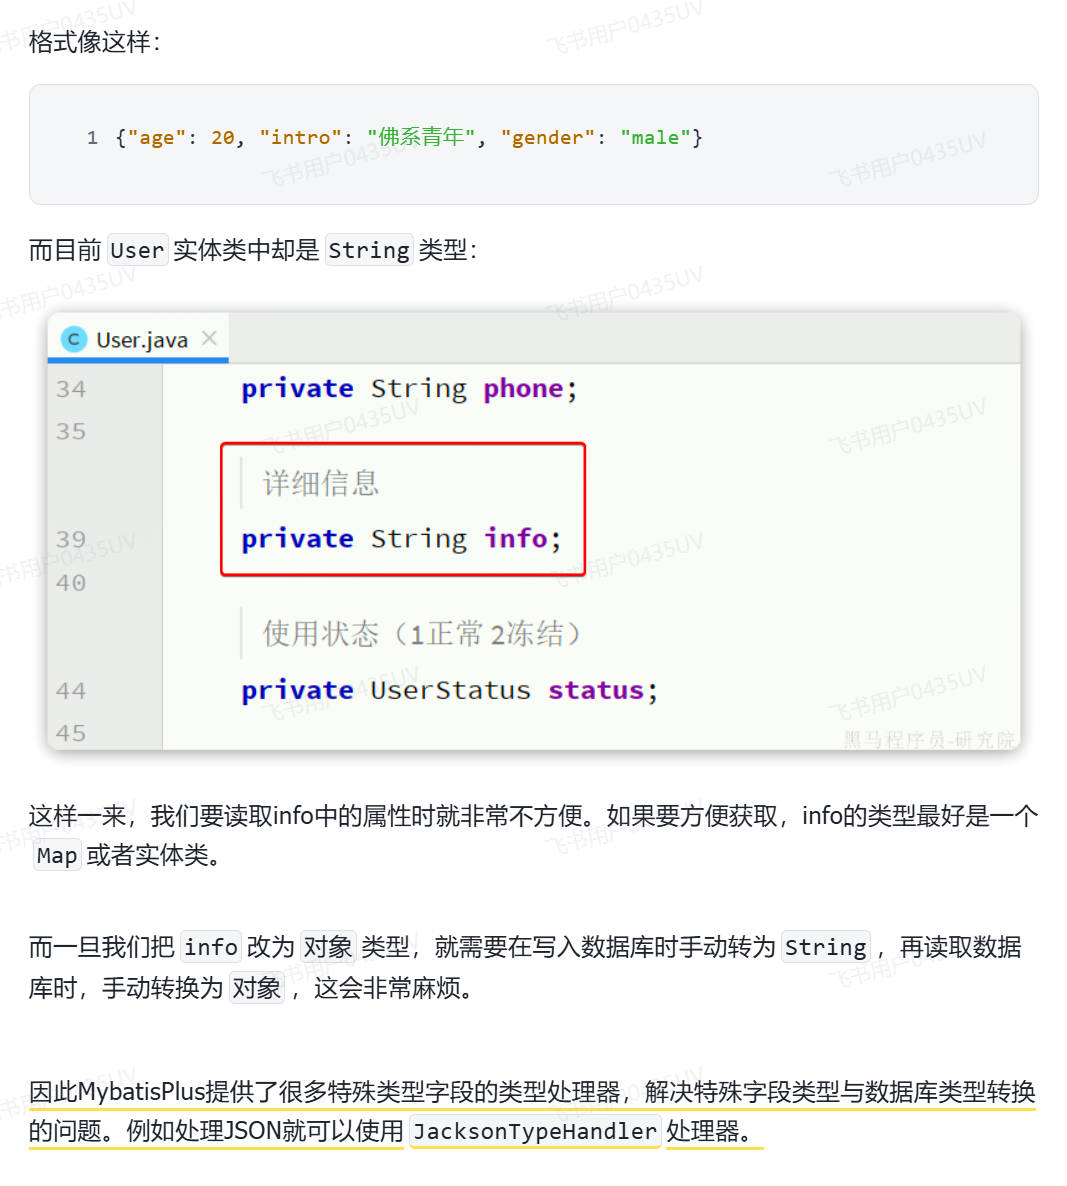 格式像这样：
1 {"age": 20, "intro": "佛系青年", "gender": "male"}
而目前 User 实体类中却是 String 类型：
C User.java ×
34 private String phone;
35
详细信息
39 private String info;
40
使用状态（1正常 2冻结）
44 private UserStatus status;
45
黑马程序员-研究院
这样一来，我们要读取info中的属性时就非常不方便。如果要方便获取，info的类型最好是一个
Map 或者实体类。
而一旦我们把 info 改为 对象 类型，就需要在写入数据库时手动转为 String ，再读取数据
库时，手动转换为 对象 ，这会非常麻烦。
因此MybatisPlus提供了很多特殊类型字段的类型处理器，解决特殊字段类型与数据库类型转换
的问题。例如处理JSON就可以使用 JacksonTypeHandler 处理器。
飞书用户0435UV